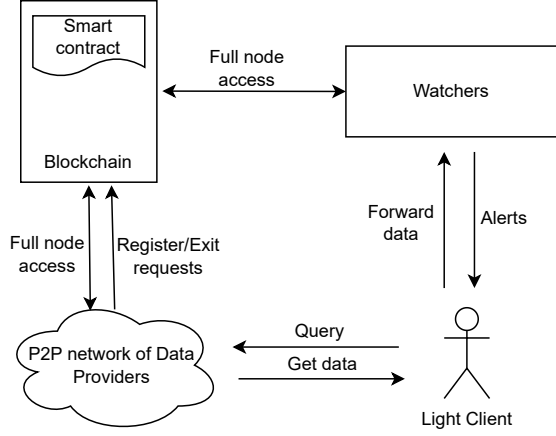 Smart
contract
Blockchain
Full node
access
Watchers
Full node
access
Register/Exit
requests
Forward
data
Alerts
P2P network of Data
Providers
Query
Get data
Light Client